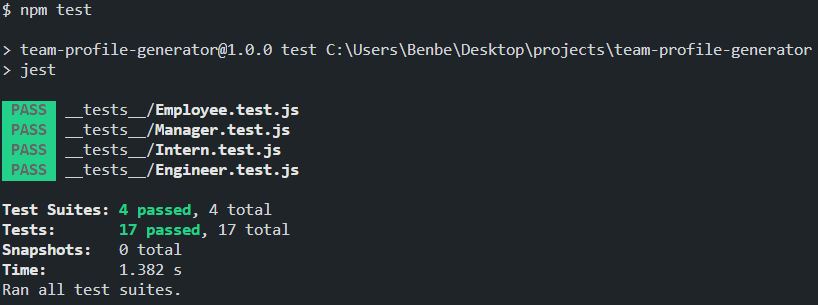 $ npm test
> team-profile-generator@1.0.0 test C:\Users\Benbe\Desktop\projects\team-profile-generator
> jest
PASS __tests__/Employee.test.js
PASS __tests__/Manager.test.js
PASS __tests__/Intern.test.js
PASS __tests__/Engineer.test.js
Test Suites: 4 passed, 4 total
Tests: 17 passed, 17 total
Snapshots: 0 total
Time: 1.382 s
Ran all test suites.